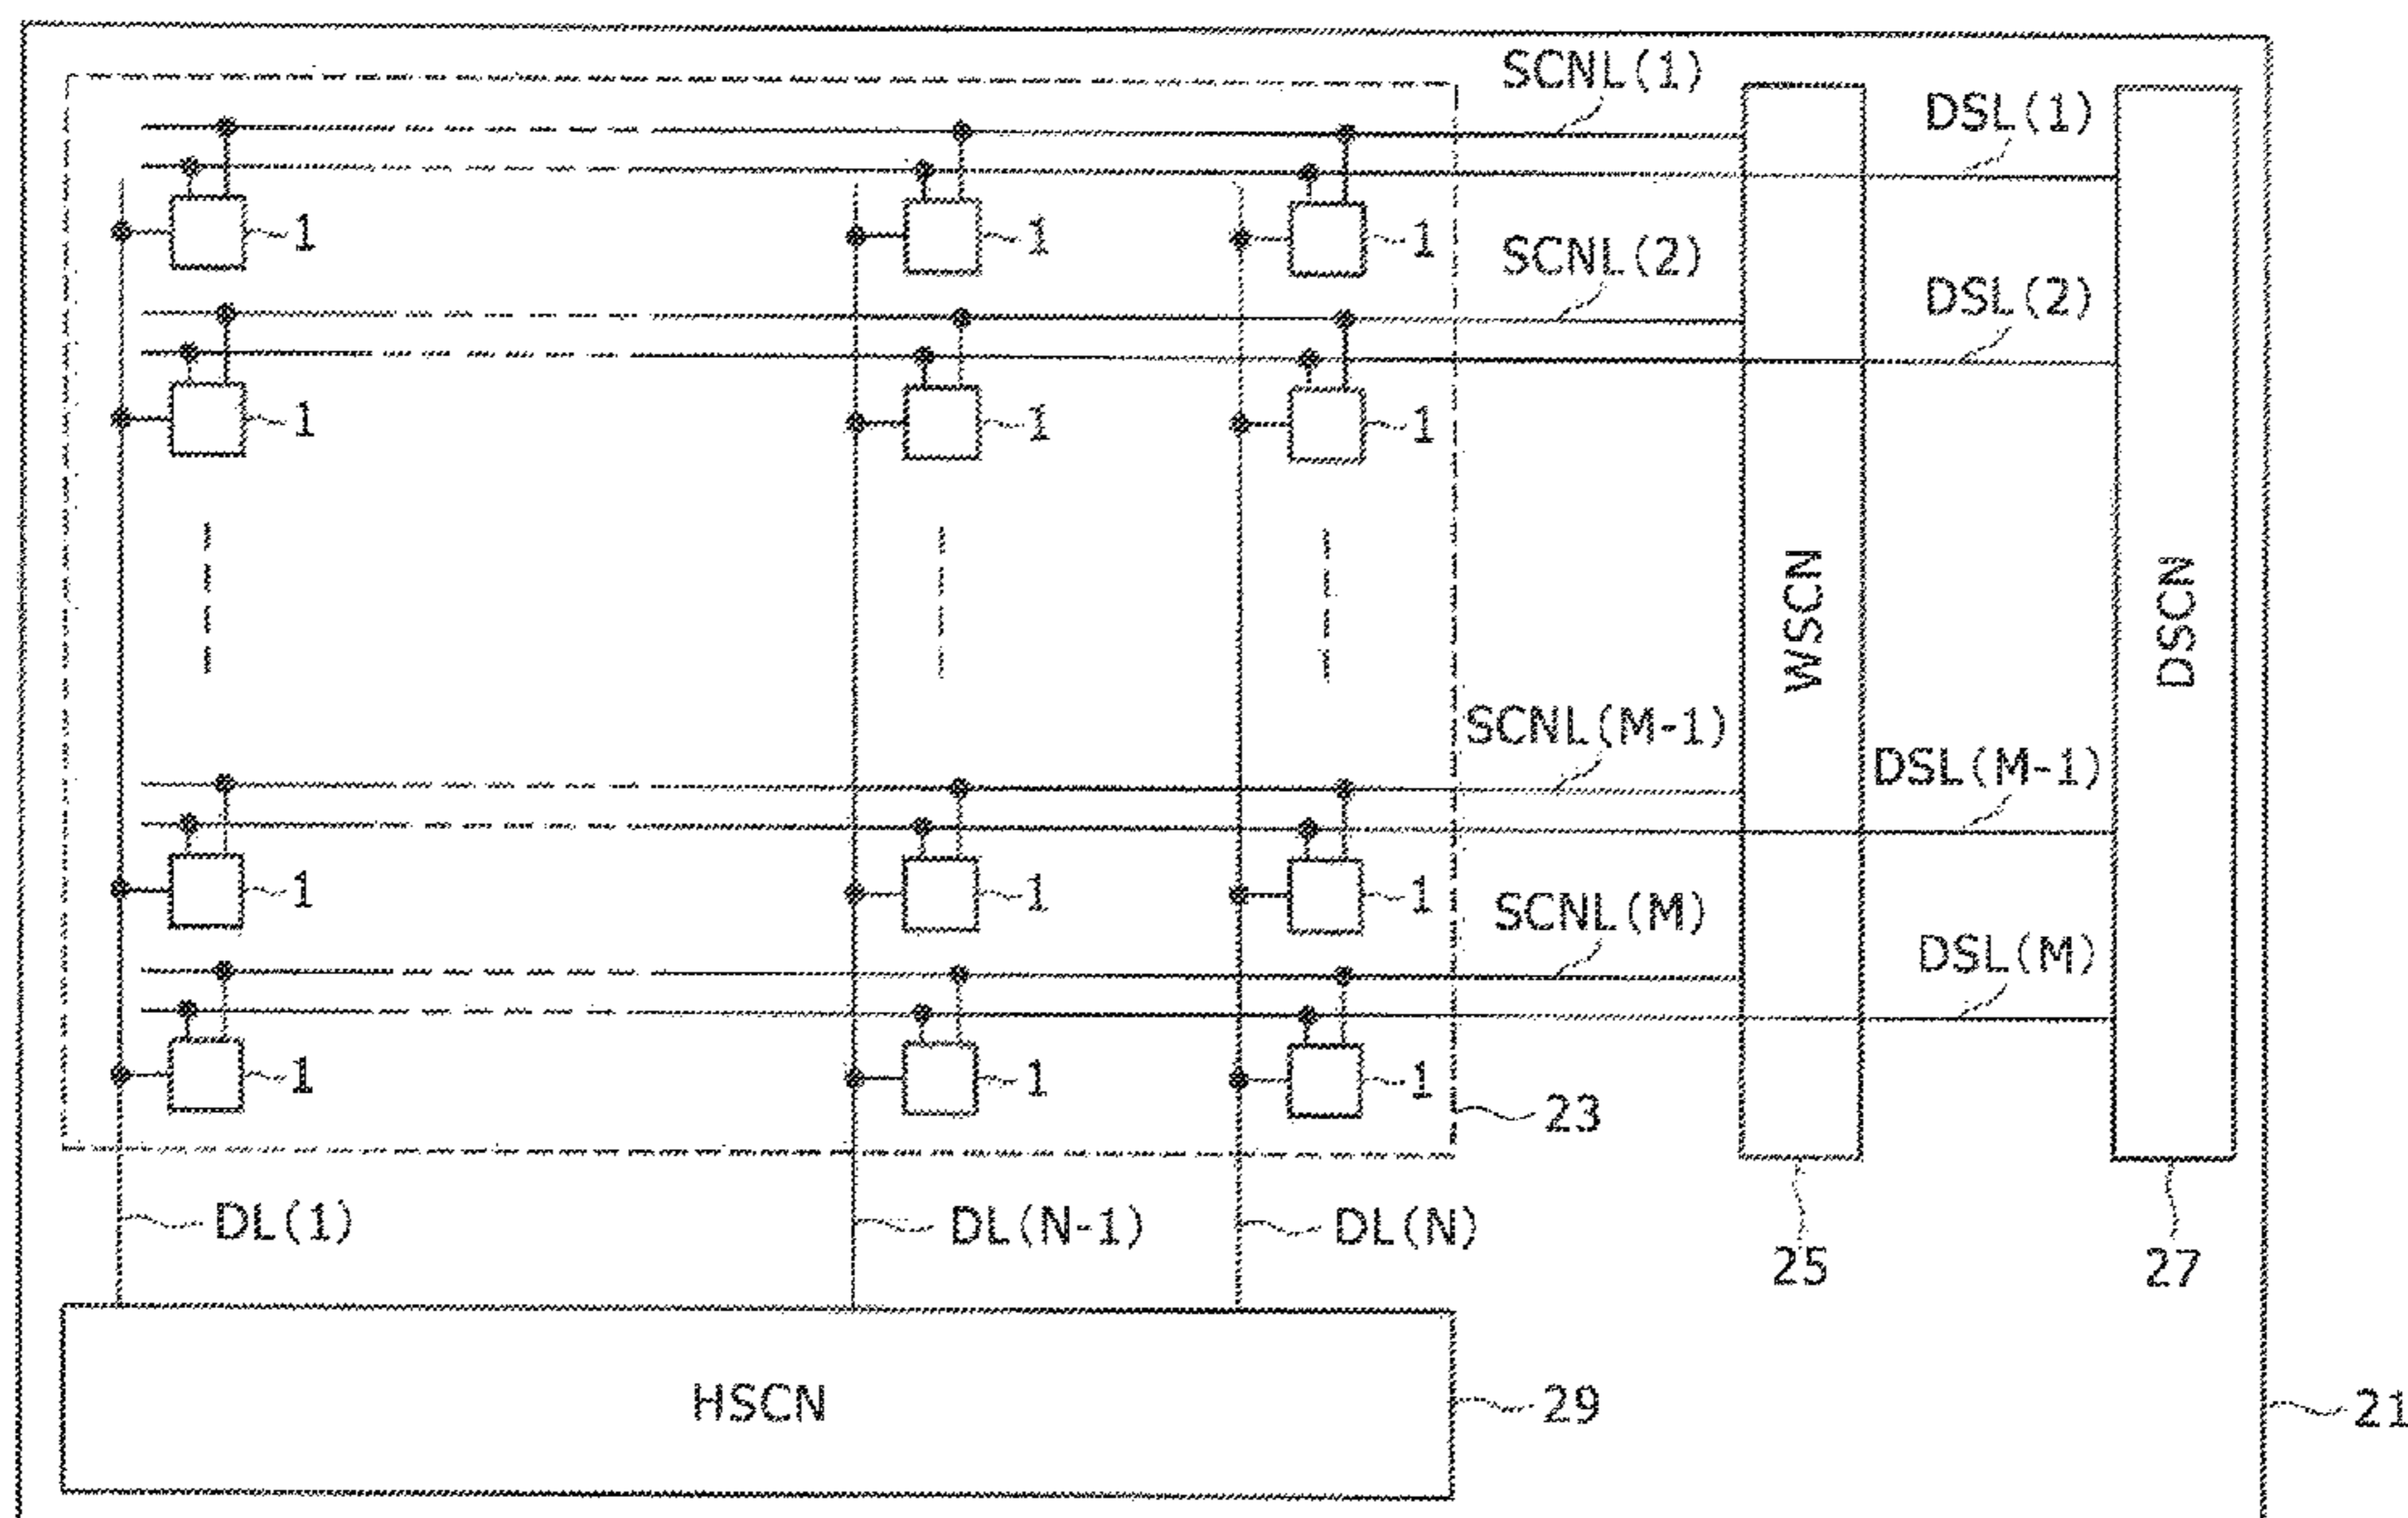 SCNL(1)
DSL(1)
1 1 1
SCNL(2)
DSL(2)
1 1 1
WSCN
DSCN
SCNL(M-1)
DSL(M-1)
1 1 1
SCNL(M)
DSL(M)
1 1 1
23
DL(1) DL(N-1) DL(N)
25 27
HSCN
29
21